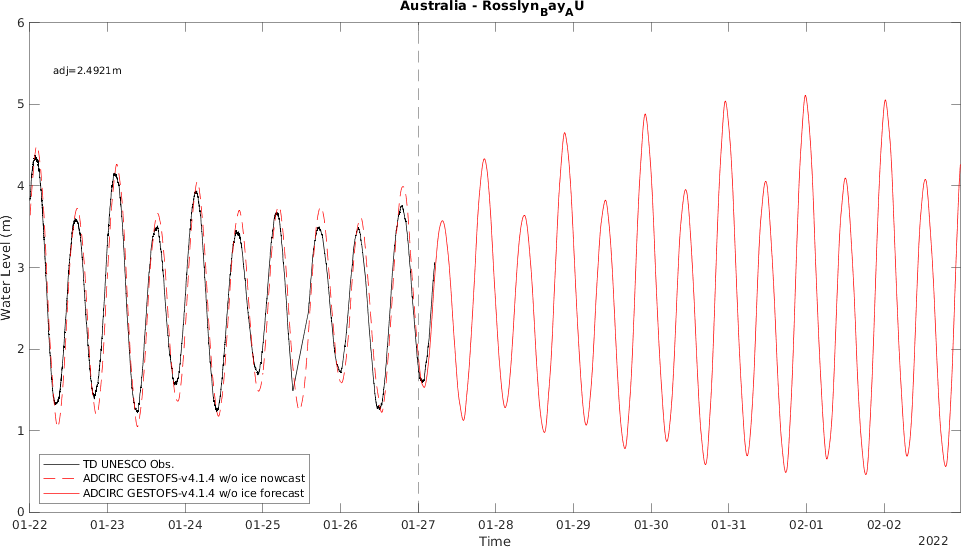 Australia - Rosslyn_Bay_AU
6
adj=2.4921m
5
4
3
2
1
0
Water Level (m)
TD UNESCO Obs.
ADCIRC GESTOFS-v4.1.4 w/o ice nowcast
ADCIRC GESTOFS-v4.1.4 w/o ice forecast
01-22 01-23 01-24 01-25 01-26 01-27 01-28 01-29 01-30 01-31 02-01 02-02
Time
2022